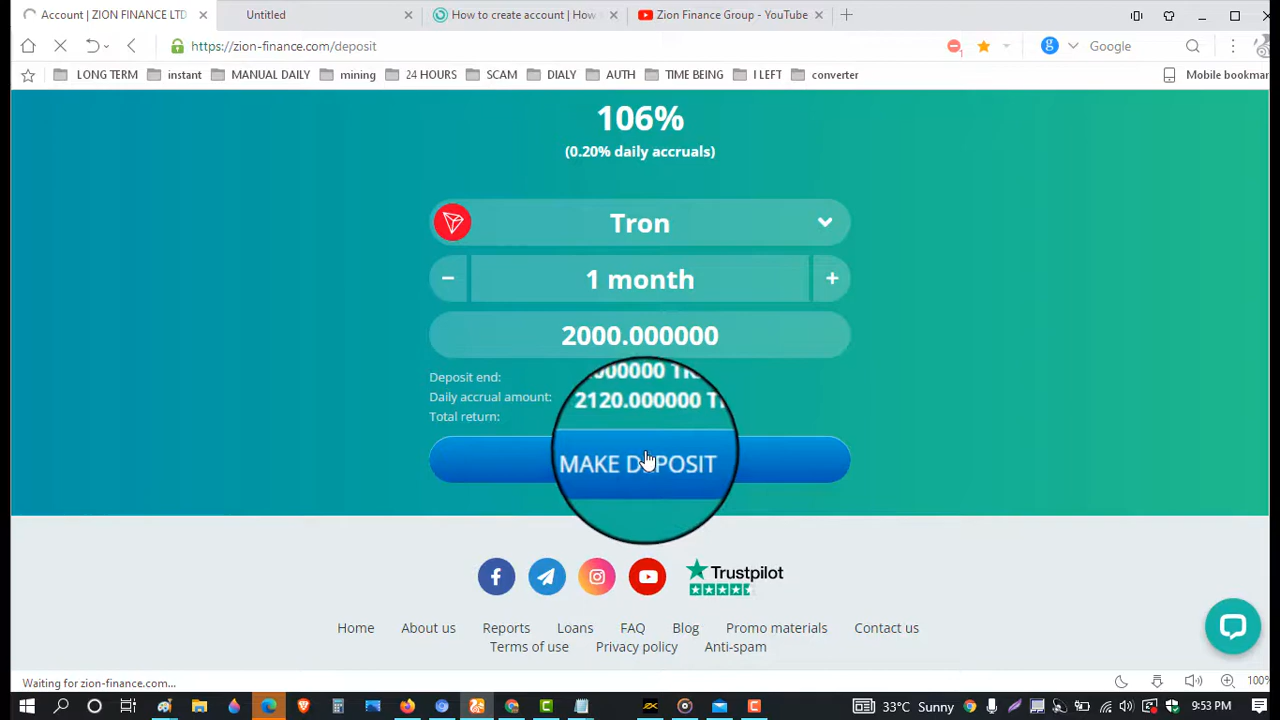 Account | ZION FINANCE LTD
Untitled
How to create account | How
Zion Finance Group - YouTube
https://zion-finance.com/deposit
1
g
Google
LONG TERM
instant
MANUAL DAILY
mining
24 HOURS
SCAM
DIALY
AUTH
TIME BEING
I LEFT
converter
Mobile bookmar
106%
(0.20% daily accruals)
Tron
1 month
2000.000000
Deposit end:
Daily accrual amount:
Total return:
2120.000000
MAKE DEPOSIT
Trustpilot
Home
About us
Reports
Loans
FAQ
Blog
Promo materials
Contact us
Terms of use
Privacy policy
Anti-spam
Waiting for zion-finance.com...
100%
33°C Sunny
9:53 PM